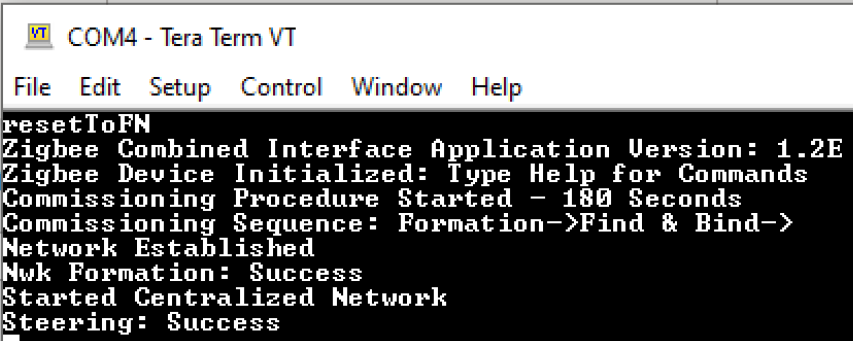 VT
COM4 - Tera Term VT
File Edit Setup Control Window Help
resetToFN
Zigbee Combined Interface Application Version: 1.2E
Zigbee Device Initialized: Type Help for Commands
Commissioning Procedure Started - 180 Seconds
Commissioning Sequence: Formation->Find & Bind->
Network Established
Nwk Formation: Success
Started Centralized Network
Steering: Success